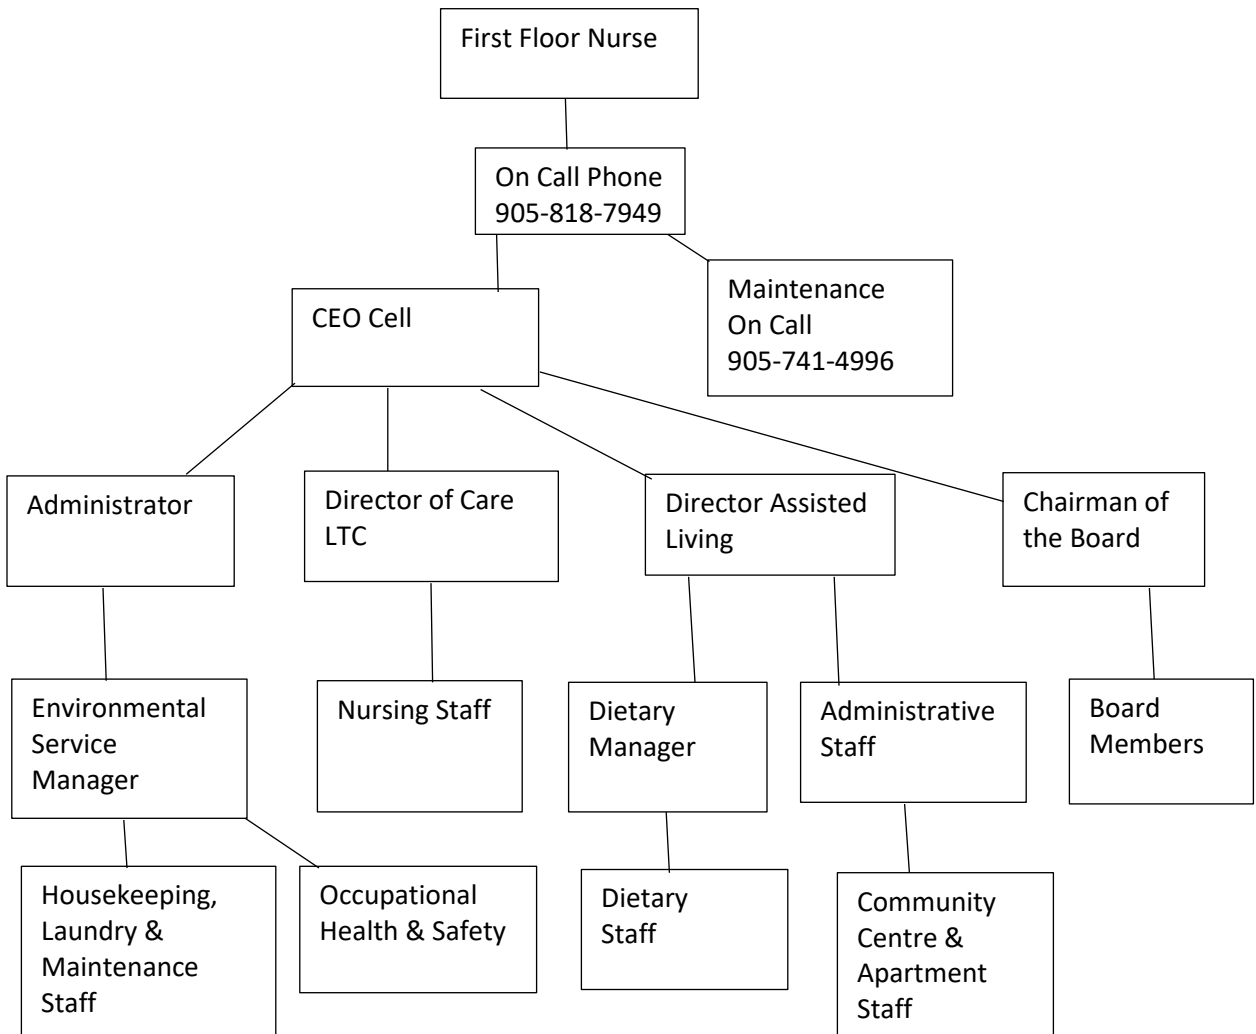 First Floor Nurse
On Call Phone
905-818-7949
CEO Cell
Maintenance
On Call
905-741-4996
Administrator
Director of Care
LTC
Director Assisted
Living
Chairman of
the Board
Environmental
Service
Manager
Nursing Staff
Dietary
Manager
Administrative
Staff
Board
Members
Housekeeping,
Laundry &
Maintenance
Staff
Occupational
Health & Safety
Dietary
Staff
Community
Centre &
Apartment
Staff